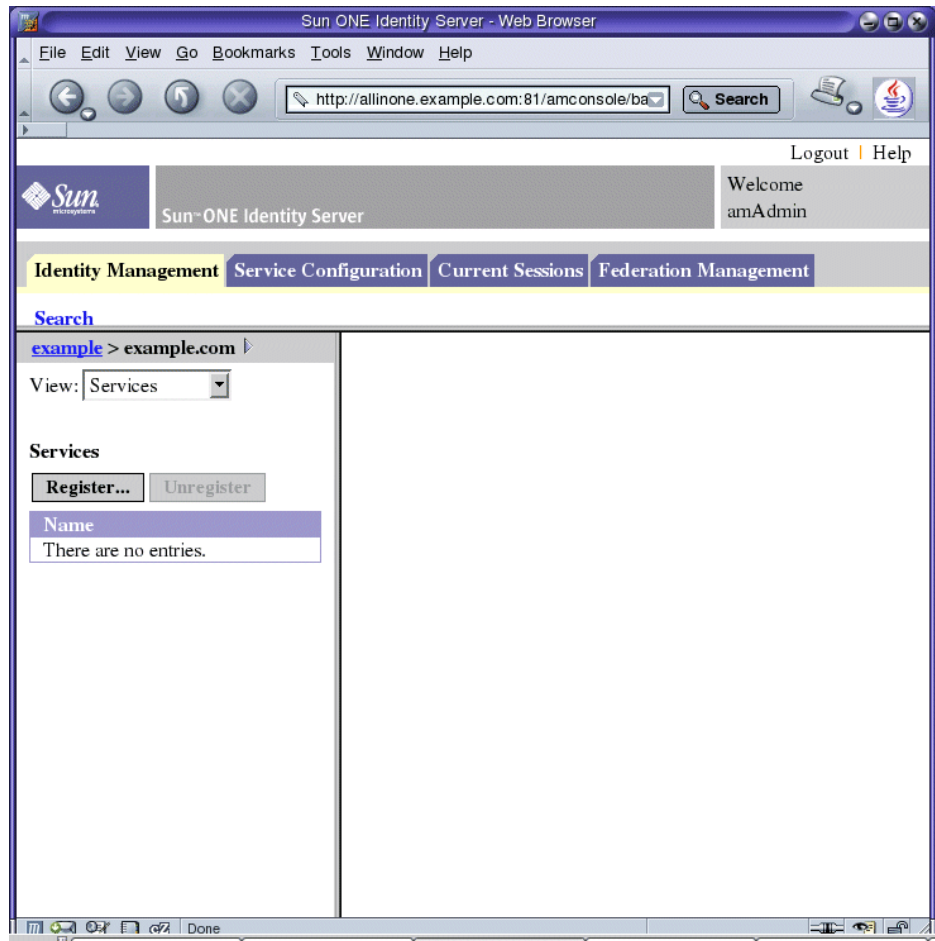 Sun ONE Identity Server - Web Browser
File Edit View Go Bookmarks Tools Window Help
http://allinone.example.com:81/amconsole/ba
Search
Logout | Help
Sun
microsystems
Sun™ONE Identity Server
Welcome
amAdmin
Identity Management
Service Configuration
Current Sessions
Federation Management
Search
example > example.com
View: Services
Services
Register...
Unregister
Name
There are no entries.
Done